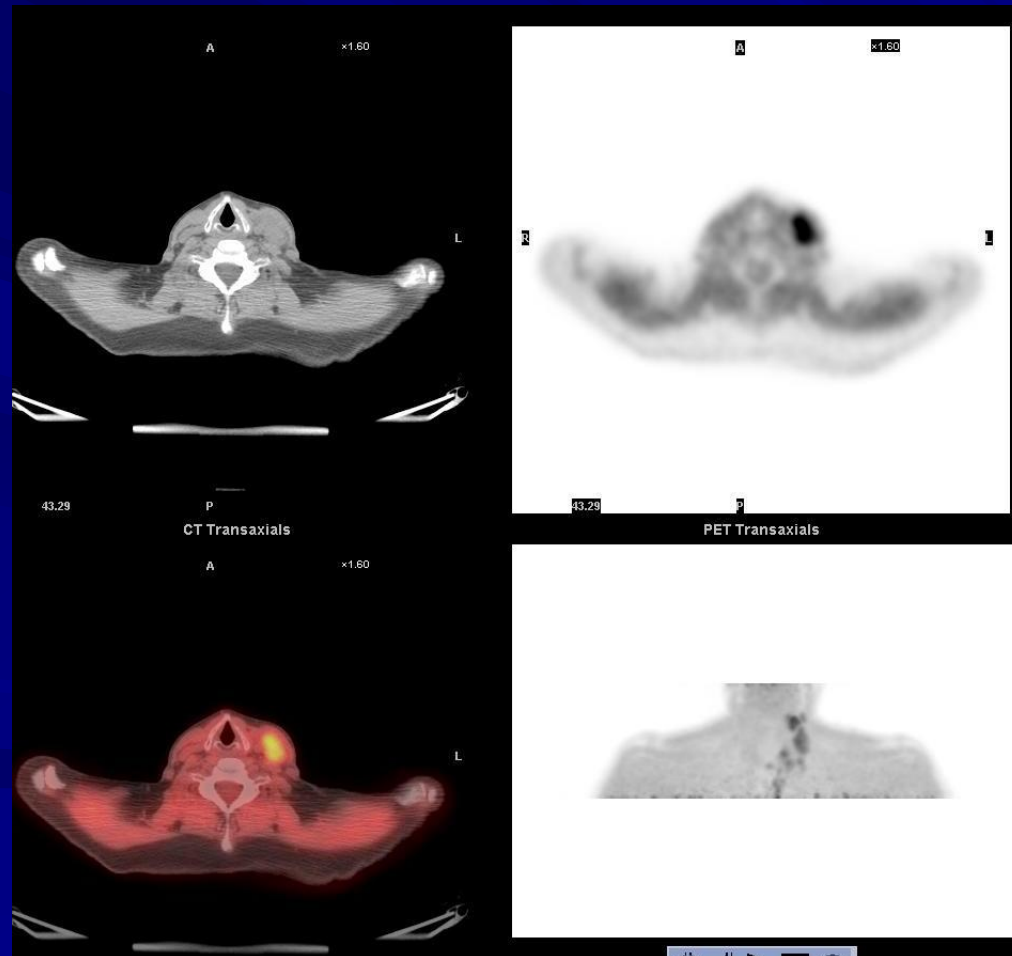 A ×1.60
A ×1.60
L
R L
43.29 P
43.29 P
CT Transaxials
PET Transaxials
A ×1.60
L